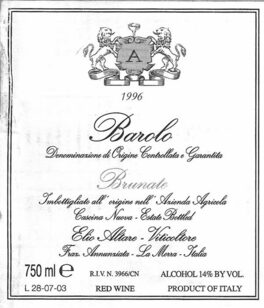 A
1996
Barolo
Denominazione di Origine Controllata e Garantita
Brunate
Imbottigliato all' origine nell' Azienda Agricola
Cascina Nuova - Estate Bottled
Elio Altare - Viticoltore
Fraz. Annunziata - La Morra - Italia
750 ml e R.I.V.N. 3966/CN ALCOHOL 14% BY VOL.
L 28-07-03 RED WINE PRODUCT OF ITALY